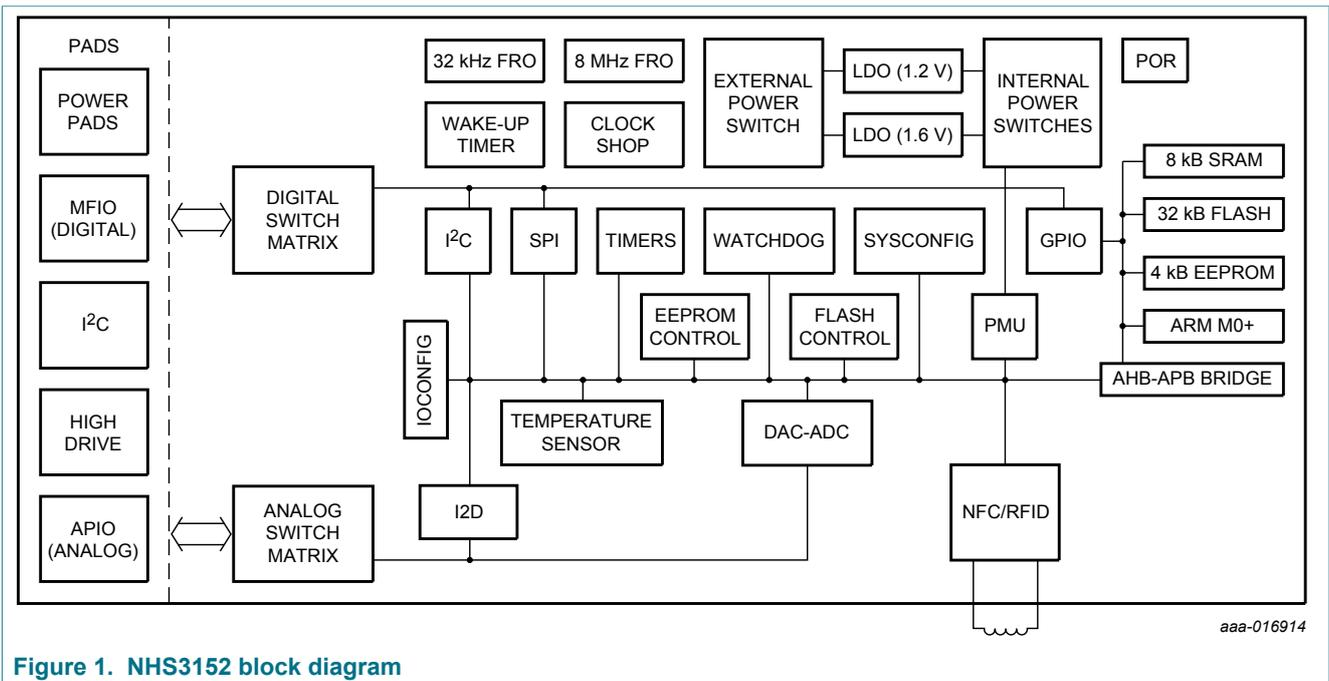 PADS
POWER
PADS
MFIO
(DIGITAL)
I2C
HIGH
DRIVE
APIO
(ANALOG)
DIGITAL
SWITCH
MATRIX
ANALOG
SWITCH
MATRIX
32 kHz FRO
8 MHz FRO
WAKE-UP
TIMER
CLOCK
SHOP
EXTERNAL
POWER
SWITCH
LDO (1.2 V)
LDO (1.6 V)
INTERNAL
POWER
SWITCHES
POR
8 kB SRAM
32 kB FLASH
4 kB EEPROM
ARM M0+
AHB-APB BRIDGE
I2C
SPI
TIMERS
WATCHDOG
SYSCONFIG
GPIO
IOCONFIG
EEPROM
CONTROL
FLASH
CONTROL
PMU
TEMPERATURE
SENSOR
DAC-ADC
I2D
NFC/RFID
aaa-016914
Figure 1. NHS3152 block diagram